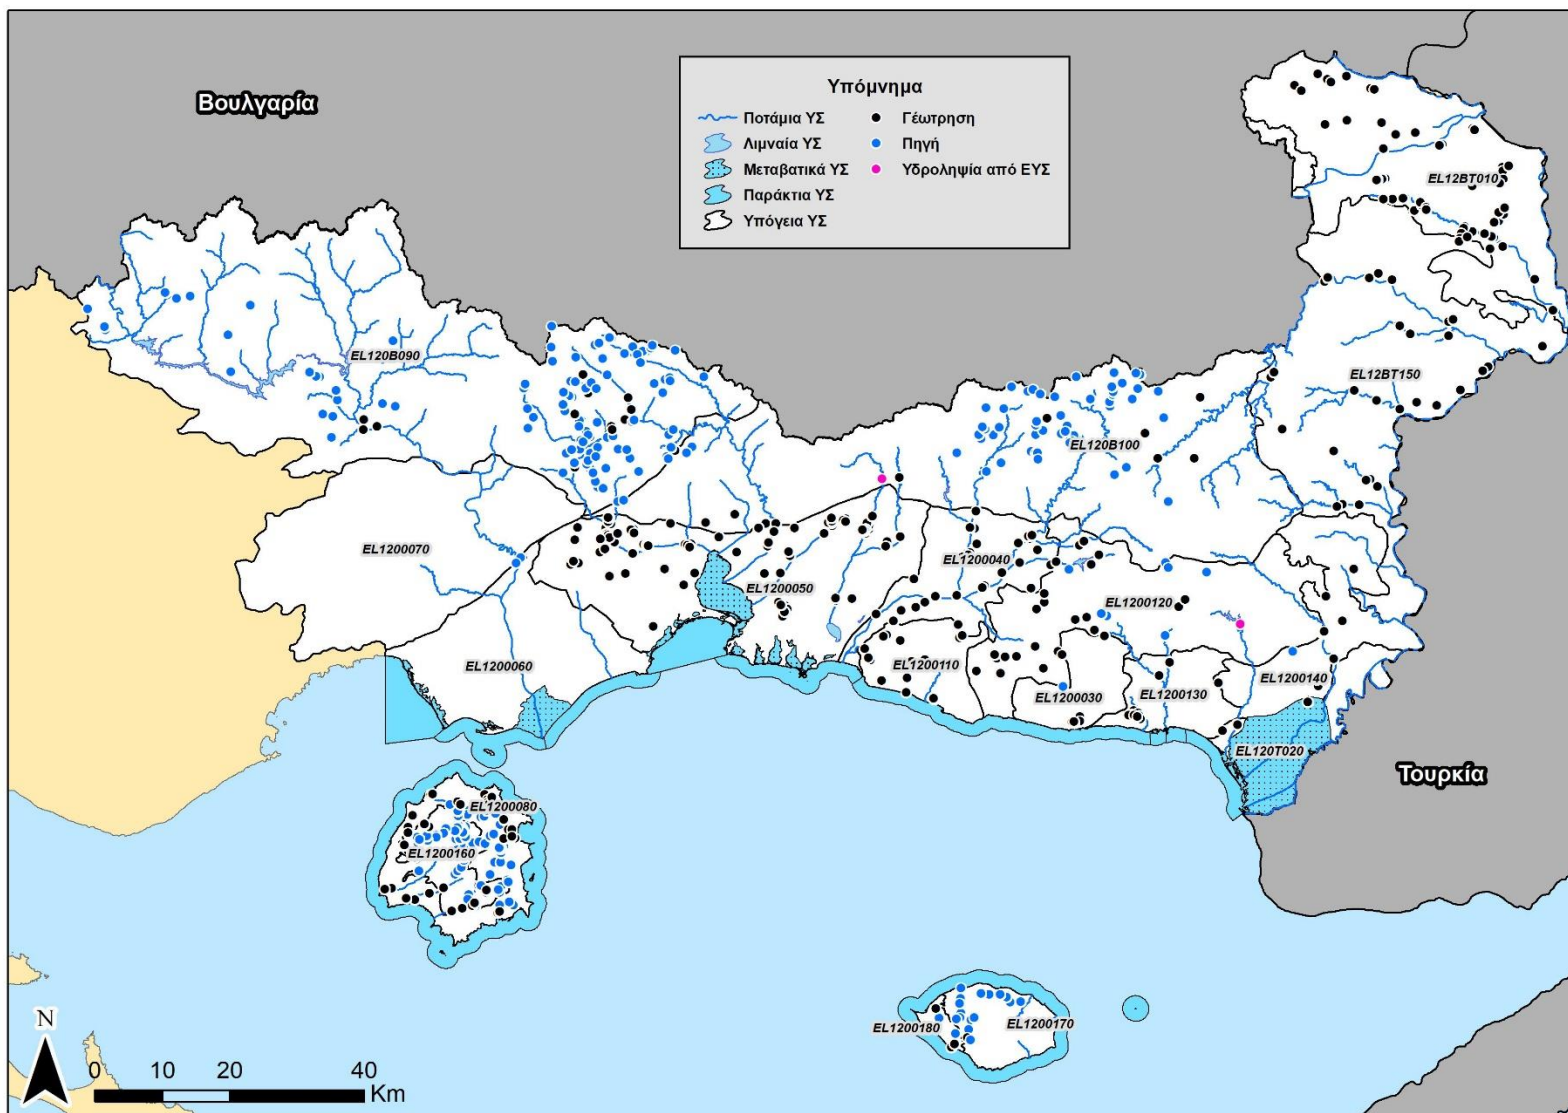 Βουλγαρία
Υπόμνημα
Ποτάμια ΥΣ
Γέωτρηση
Λιμναία ΥΣ
Πηγή
Μεταβατικά ΥΣ
Υδροληψία από ΕΥΣ
Παράκτια ΥΣ
Υπόγεια ΥΣ
EL12BT010
EL120B090
EL12BT150
EL120B100
EL1200070
EL1200040
EL1200050
EL1200120
EL1200060
EL1200110
EL1200030
EL1200130
EL1200140
EL120T020
Τουρκία
EL1200080
EL1200160
EL1200180
EL1200170
N
0 10 20 40
Km